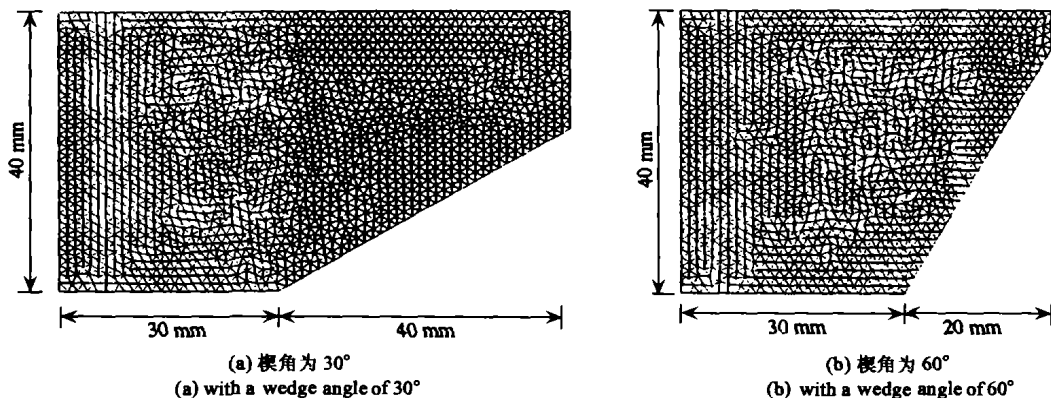 40 mm
30 mm
40 mm
(a) 楔角为 30°
(a) with a wedge angle of 30°
40 mm
30 mm
20 mm
(b) 楔角为 60°
(b) with a wedge angle of 60°